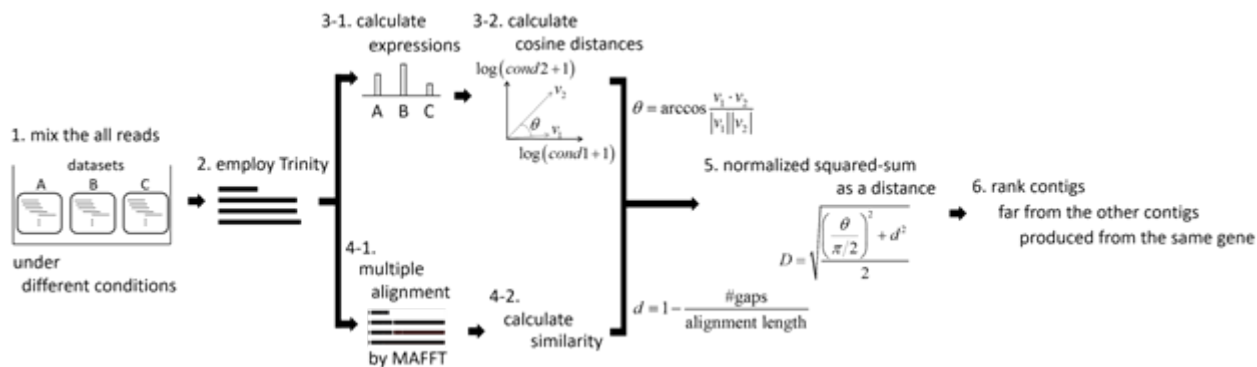 1. mix the all reads
datasets
A B C
under
different conditions
2. employ Trinity
3-1. calculate
expressions
A B C
3-2. calculate
cosine distances
log(cond2+1)
v₂
θ
v₁
log(cond1+1)
θ = arccos (v₁ · v₂) / (|v₁||v₂|)
4-1.
multiple
alignment
by MAFFT
4-2.
calculate
similarity
d = 1 − #gaps / alignment length
5. normalized squared-sum
as a distance
D = √(((θ / (π/2))² + d²) / 2)
6. rank contigs
far from the other contigs
produced from the same gene